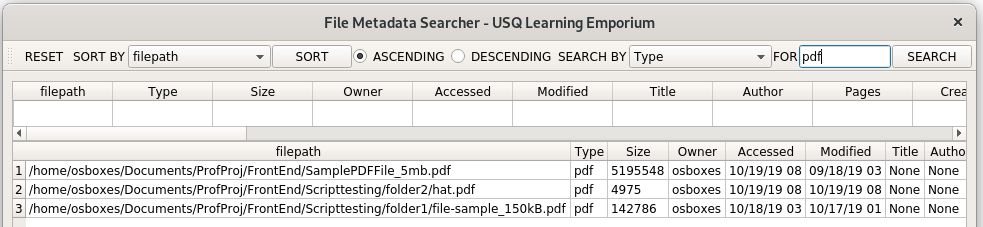 File Metadata Searcher - USQ Learning Emporium ×
RESET SORT BY filepath SORT ASCENDING DESCENDING SEARCH BY Type FOR pdf SEARCH
filepath Type Size Owner Accessed Modified Title Author Pages Crea
filepath Type Size Owner Accessed Modified Title Autho
1 /home/osboxes/Documents/ProfProj/FrontEnd/SamplePDFFile_5mb.pdf pdf 5195548 osboxes 10/19/19 08 09/18/19 03 None None
2 /home/osboxes/Documents/ProfProj/FrontEnd/Scripttesting/folder2/hat.pdf pdf 4975 osboxes 10/19/19 08 10/19/19 08 None None
3 /home/osboxes/Documents/ProfProj/FrontEnd/Scripttesting/folder1/file-sample_150kB.pdf pdf 142786 osboxes 10/18/19 03 10/17/19 01 None None